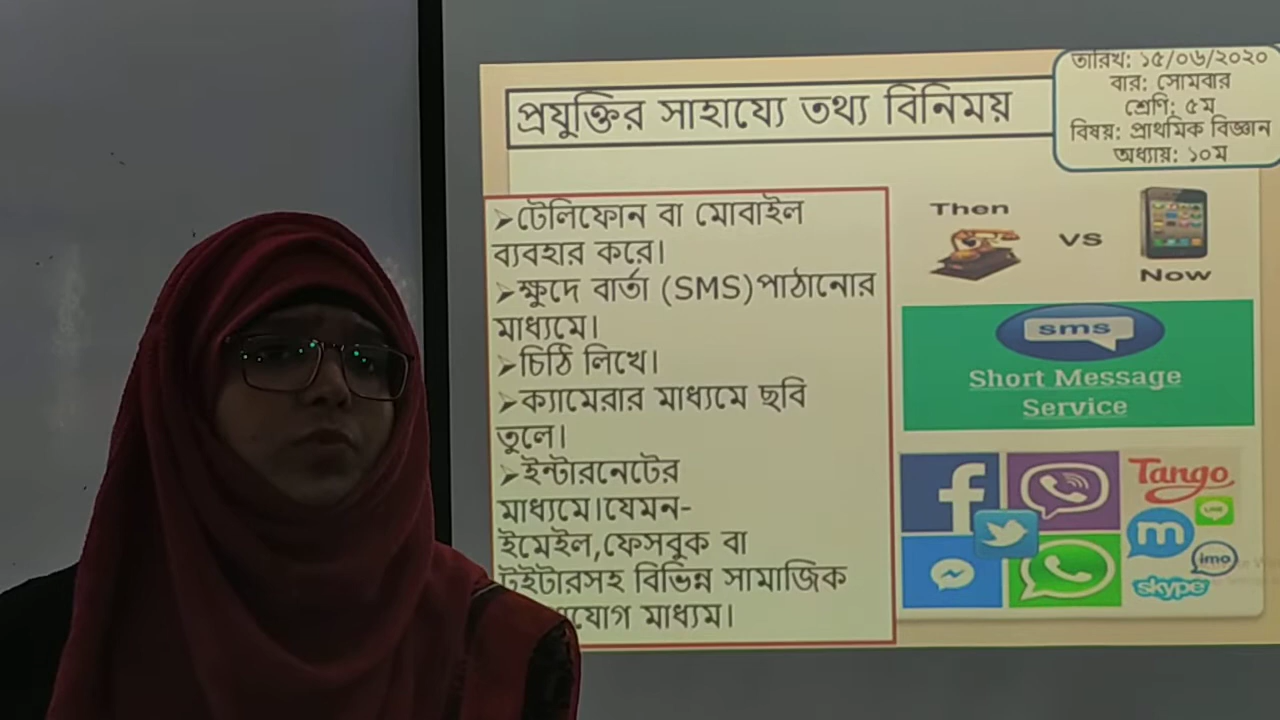 তারিখ: ১৫/০৬/২০২০
বার: সোমবার
শ্রেণি: ৫ম
বিষয়: প্রাথমিক বিজ্ঞান
অধ্যায়: ১০ম
প্রযুক্তির সাহায্যে তথ্য বিনিময়
➢টেলিফোন বা মোবাইল
ব্যবহার করে।
➢ক্ষুদে বার্তা (SMS)পাঠানোর
মাধ্যমে।
➢চিঠি লিখে।
➢ক্যামেরার মাধ্যমে ছবি
তুলে।
➢ইন্টারনেটের
মাধ্যমে।যেমন-
ইমেইল,ফেসবুক বা
টুইটারসহ বিভিন্ন সামাজিক
মাধ্যম।
Then
vs
Now
sms
Short Message
Service
Tango
LINE
imo
skype